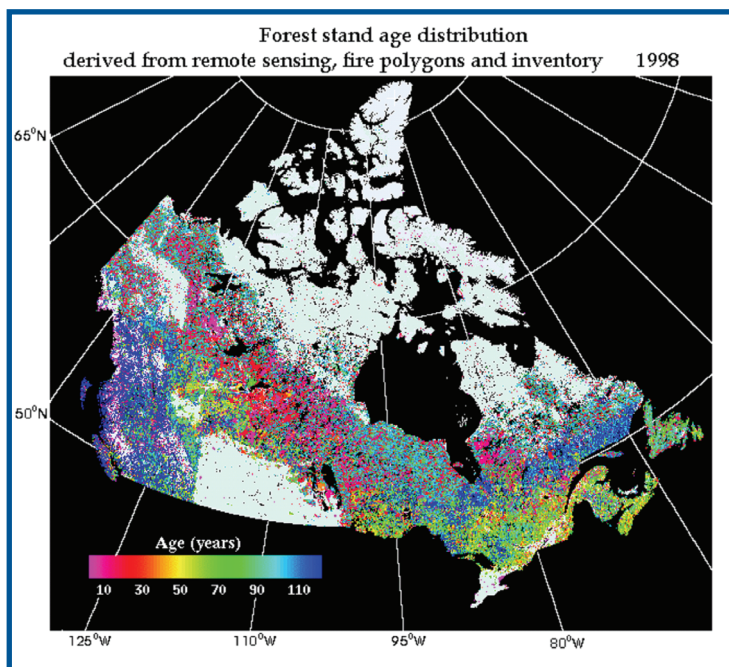 Forest stand age distribution
derived from remote sensing, fire polygons and inventory 1998
65°N
50°N
Age (years)
10 30 50 70 90 110
125°W 110°W 95°W 80°W